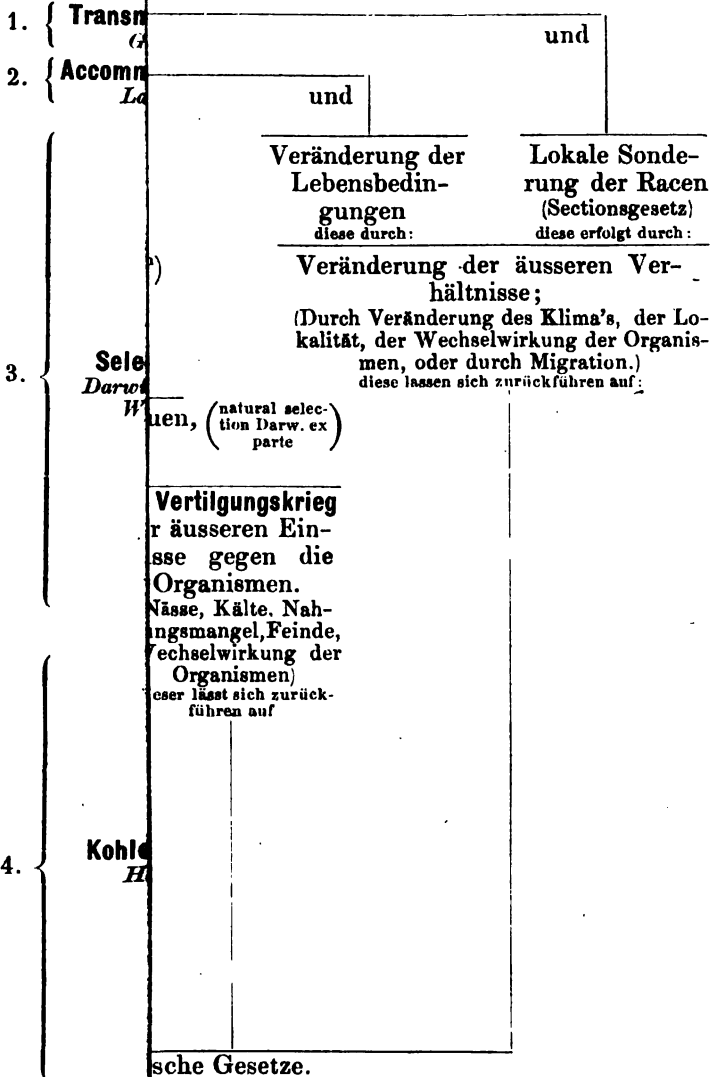 1. { Transm
G
und
2. { Accomm
La
und
Veränderung der
Lebensbedin-
gungen
diese durch:
Lokale Sonde-
rung der Racen
(Sectionsgesetz)
diese erfolgt durch:
Veränderung der äusseren Ver-
hältnisse;
(Durch Veränderung des Klima's, der Lo-
kalität, der Wechselwirkung der Organis-
men, oder durch Migration.)
diese lassen sich zurückführen auf:
3. { Sele
Darw
W
uen, (natural selec-
tion Darw. ex
parte)
Vertilgungskrieg
r äusseren Ein-
sse gegen die
Organismen.
Nässe, Kälte, Nah-
ngsmangel, Feinde,
echselwirkung der
Organismen)
eser lässt sich zurück-
führen auf
4. { Kohle
H
sche Gesetze.